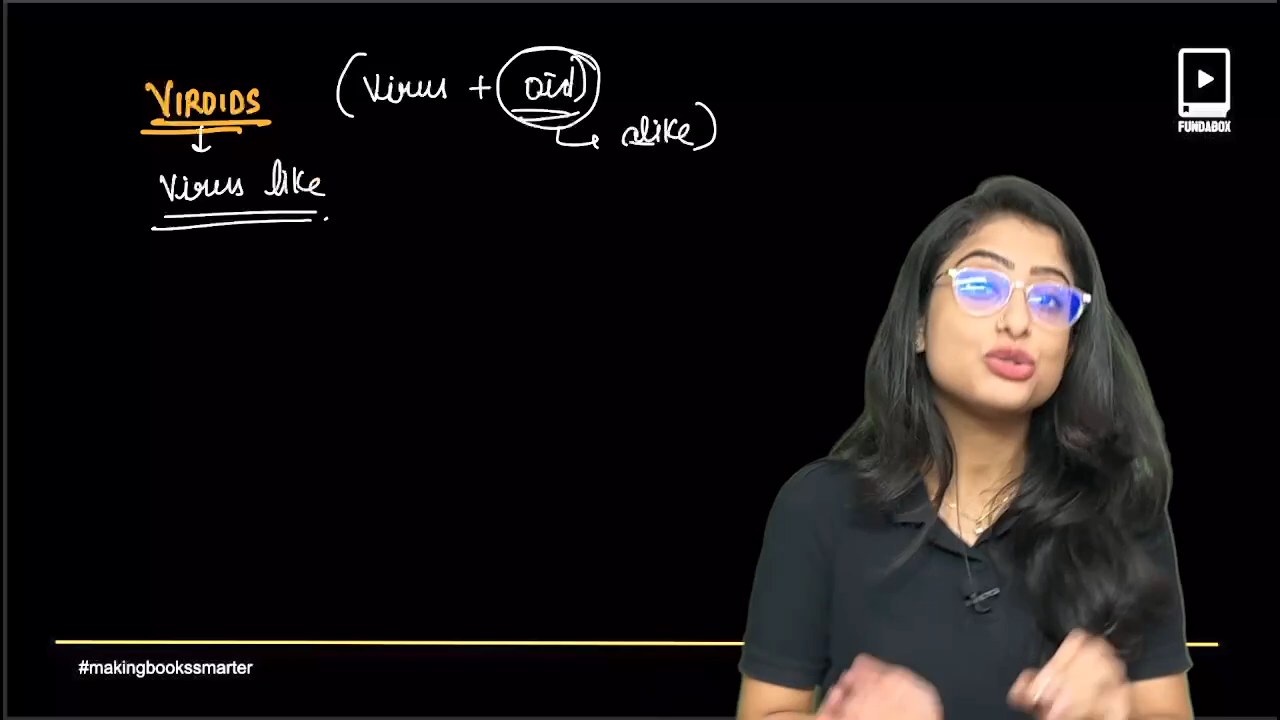 VIROIDS (virus + oid)
alike)
virus like
FUNDABOX
#makingbookssmarter